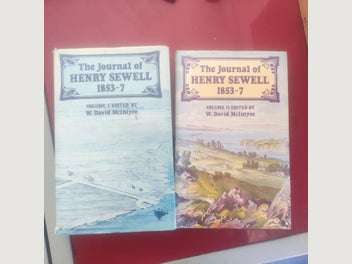 The Journal of
HENRY SEWELL
1853-7
VOLUME I EDITED BY
W. David McIntyre
The Journal of
HENRY SEWELL
1853-7
VOLUME II EDITED BY
W. David McIntyre